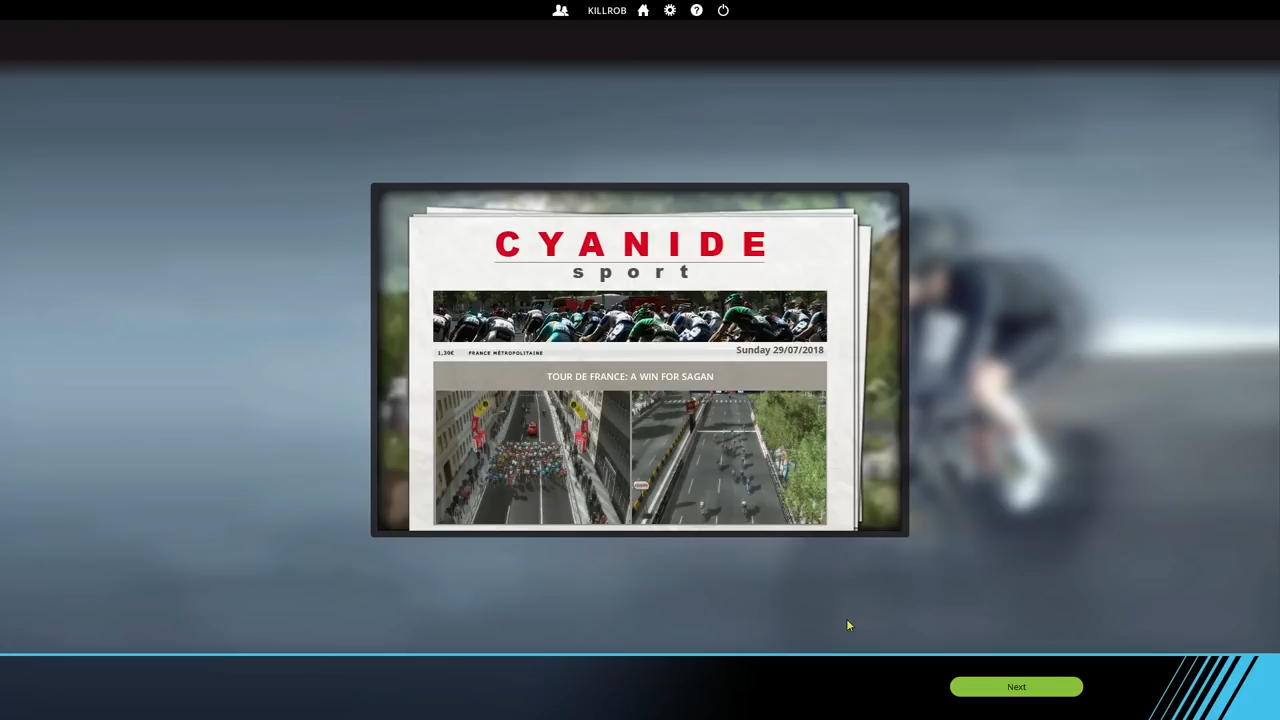 KILLROB
CYANIDE
sport
1,30€ FRANCE MÉTROPOLITAINE
Sunday 29/07/2018
TOUR DE FRANCE: A WIN FOR SAGAN
Next